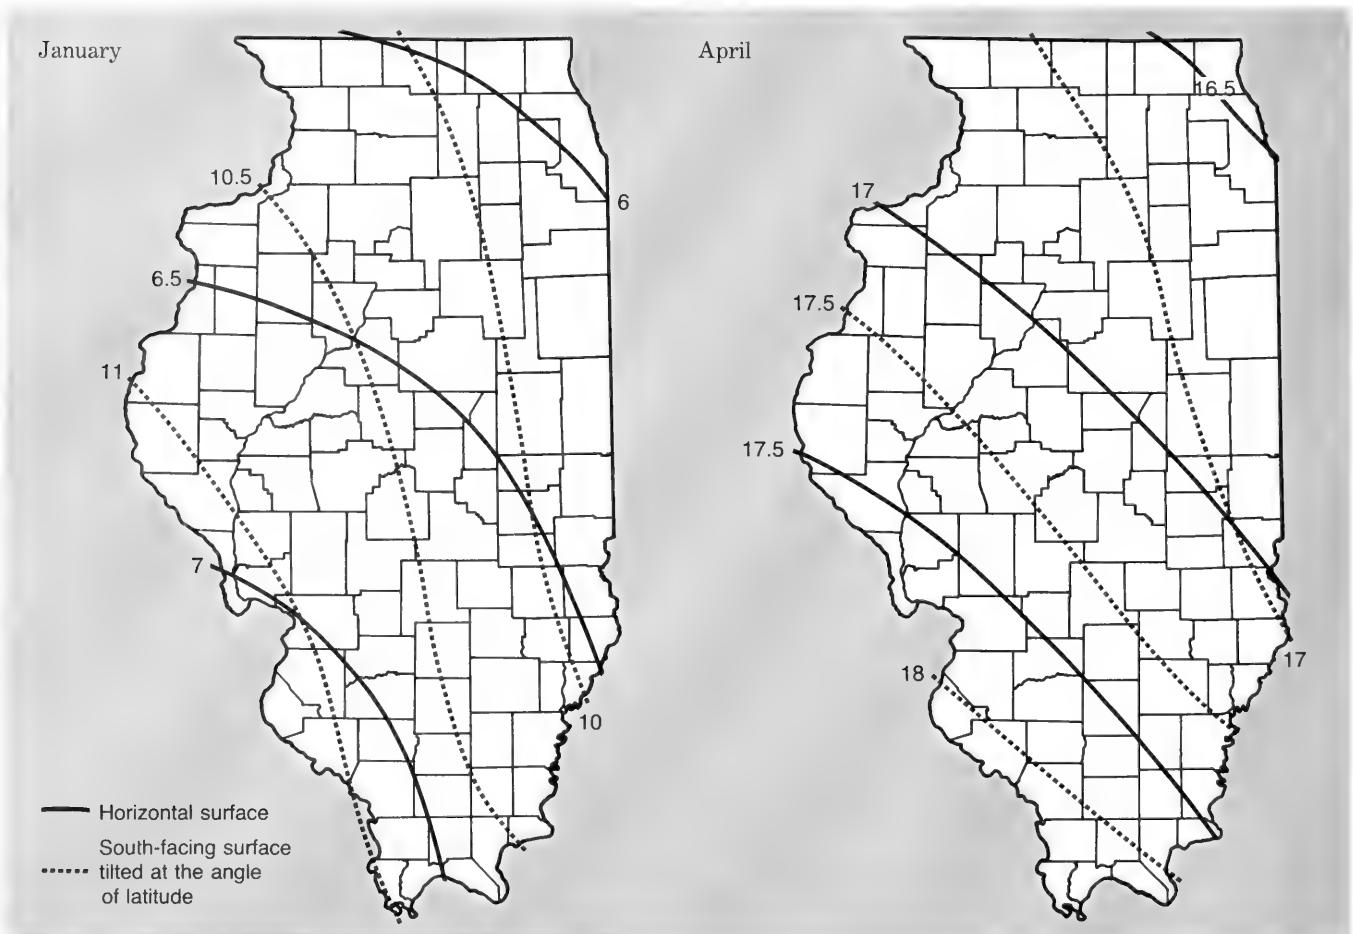 January
10.5
6
6.5
11
7
10
Horizontal surface
South-facing surface
tilted at the angle
of latitude
April
16.5
17
17.5
17.5
17
18